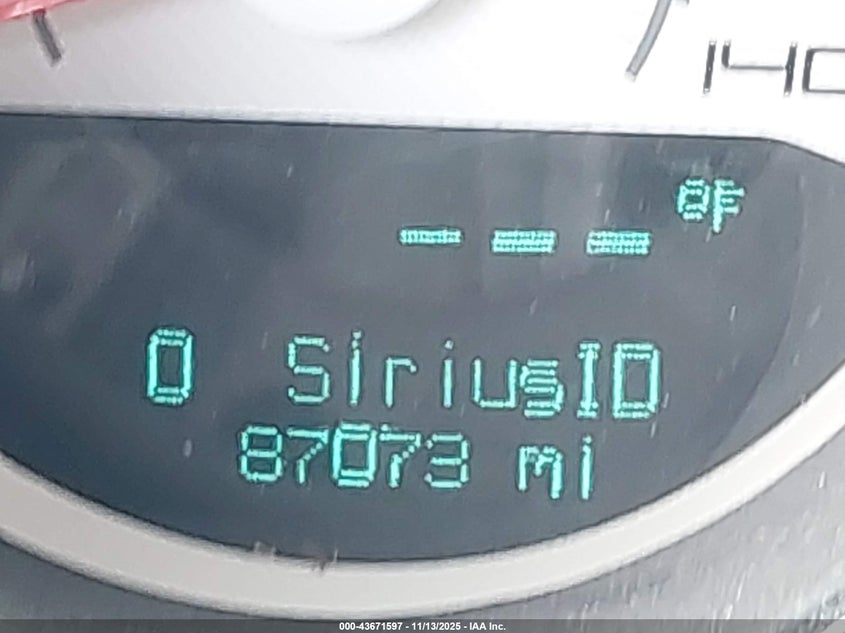 140
--- °F
0 SiriusID
87073 mi
000-43671597 - 11/13/2025 - IAA Inc.